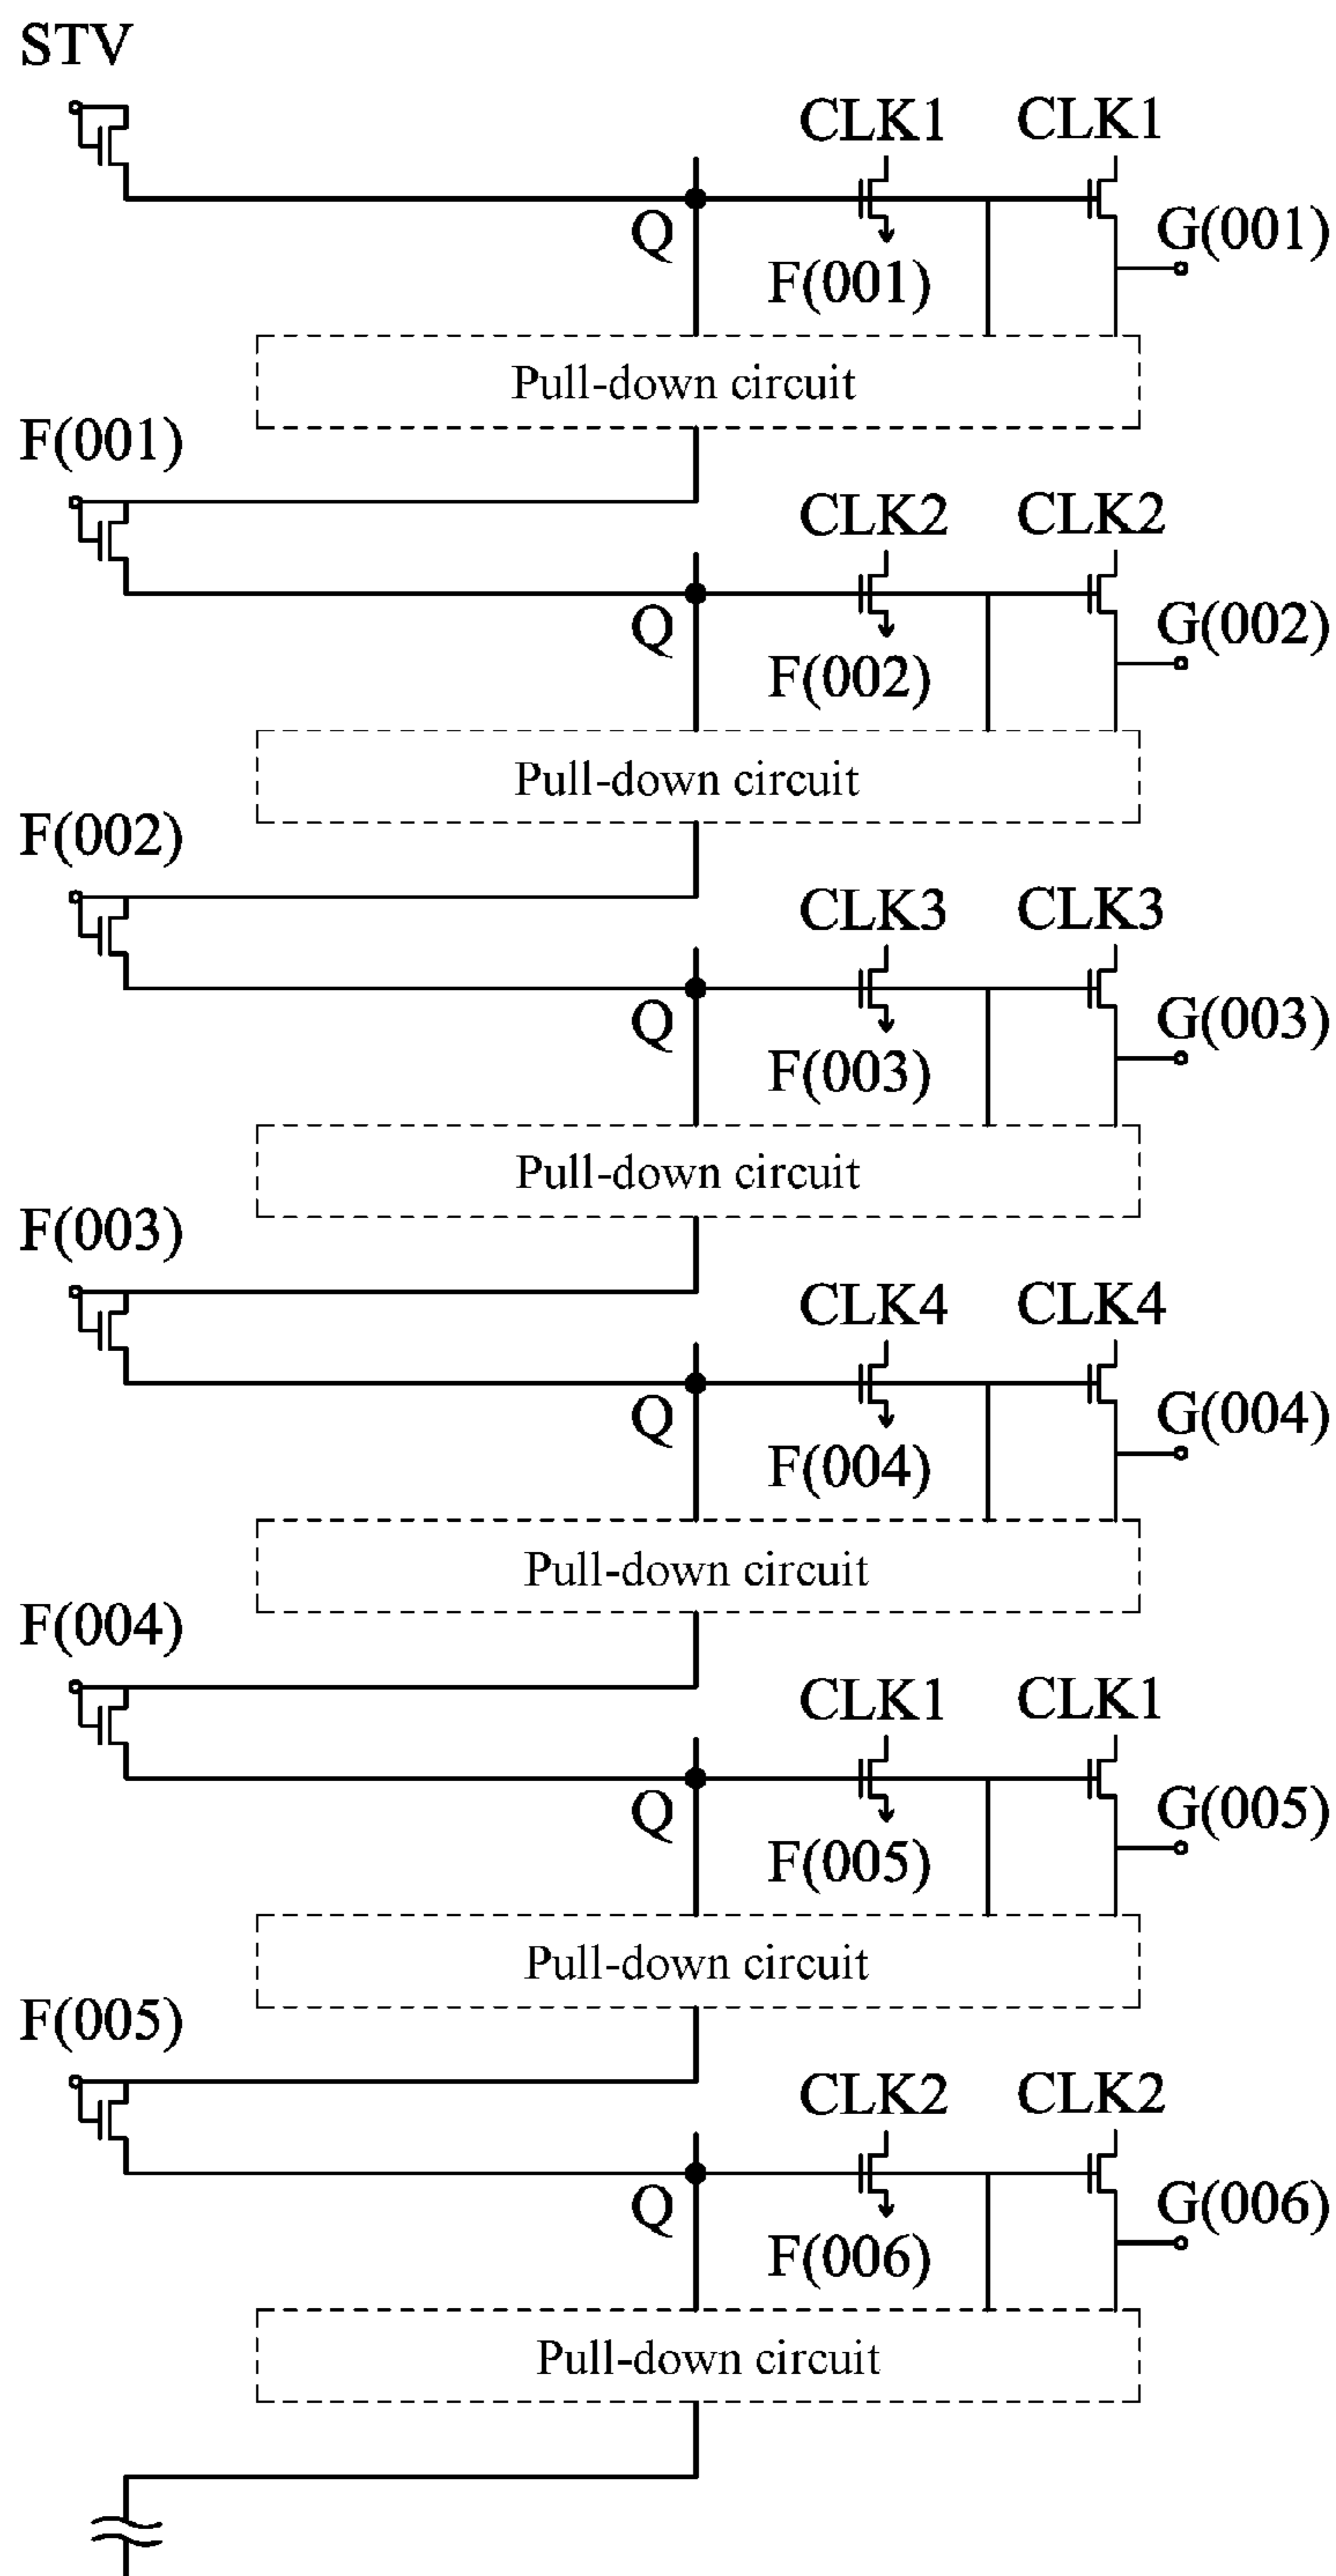 STV
CLK1 CLK1
Q
G(001)
F(001)
Pull-down circuit
F(001)
CLK2 CLK2
Q
G(002)
F(002)
Pull-down circuit
F(002)
CLK3 CLK3
Q
G(003)
F(003)
Pull-down circuit
F(003)
CLK4 CLK4
Q
G(004)
F(004)
Pull-down circuit
F(004)
CLK1 CLK1
Q
G(005)
F(005)
Pull-down circuit
F(005)
CLK2 CLK2
Q
G(006)
F(006)
Pull-down circuit